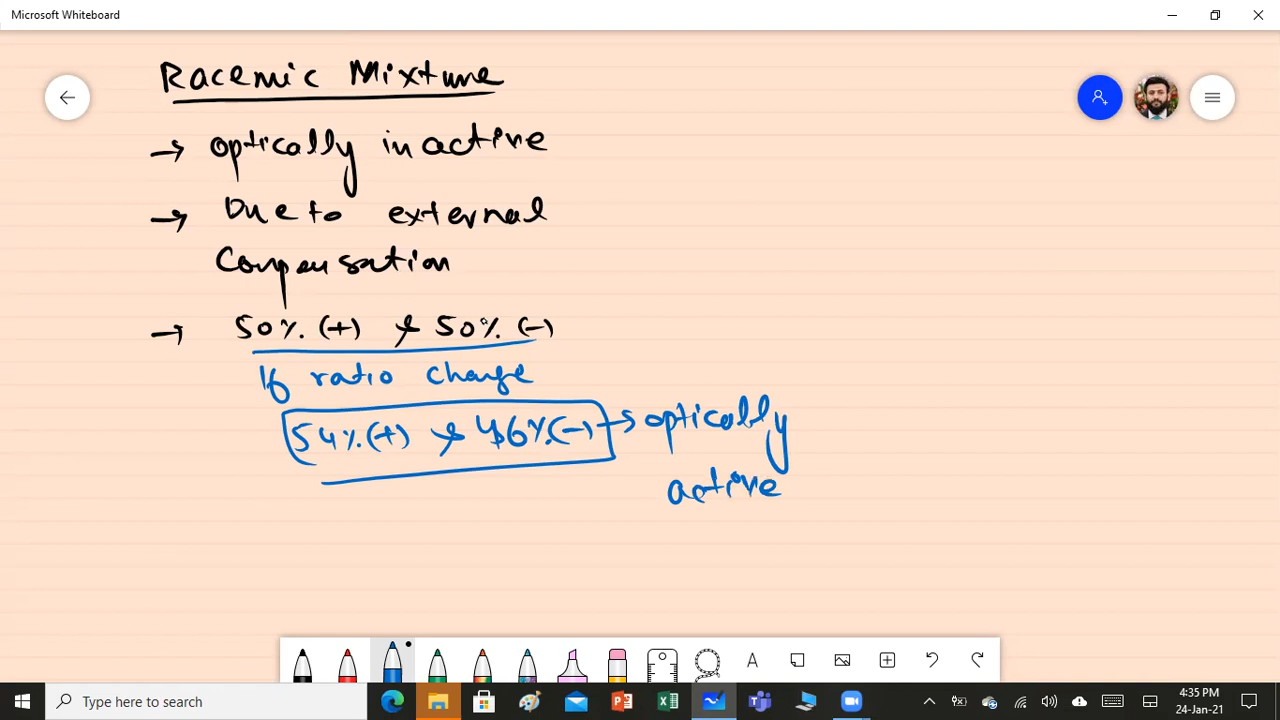 Microsoft Whiteboard
Racemic Mixture
→ optically inactive
→ Due to external
Compensation
→ 50% (+) & 50% (-)
If ratio change
54% (+) & 46% (-) → optically
active
A
Type here to search
4:35 PM
24-Jan-21